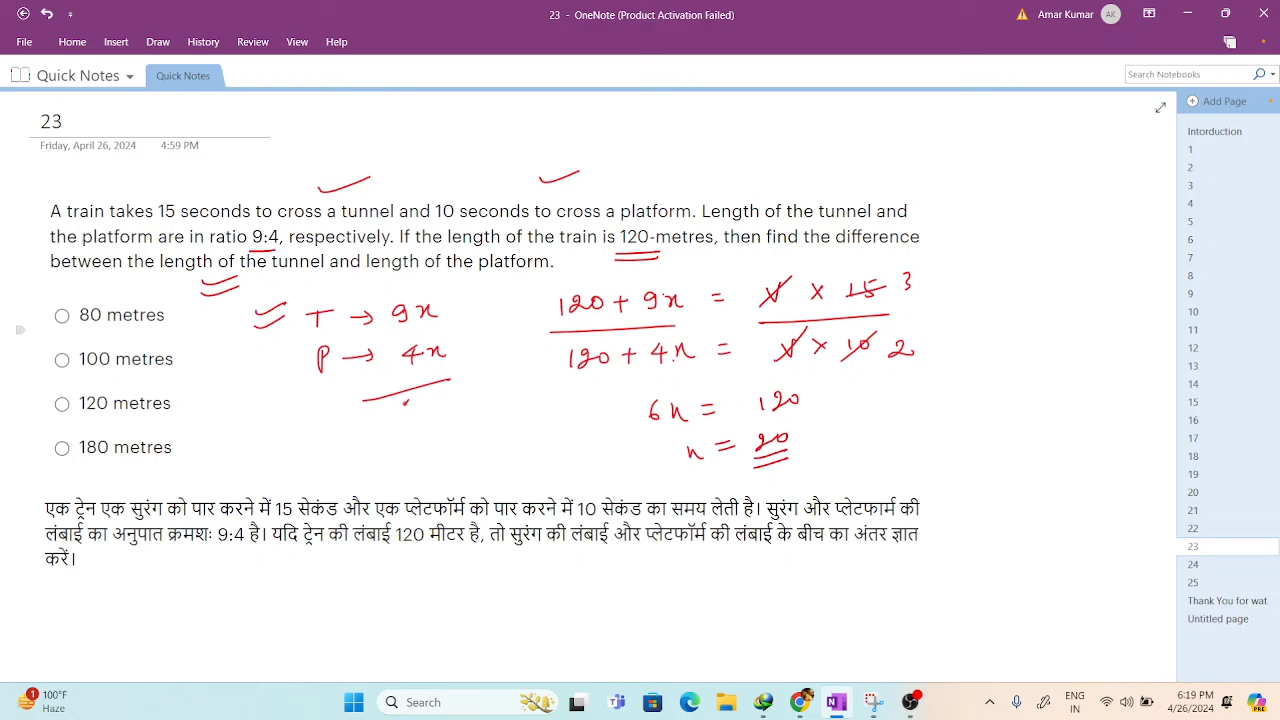 23 - OneNote (Product Activation Failed)
Amar Kumar AK
File Home Insert Draw History Review View Help
Quick Notes
Quick Notes
Search Notebooks
23
Friday, April 26, 2024 4:59 PM
A train takes 15 seconds to cross a tunnel and 10 seconds to cross a platform. Length of the tunnel and
the platform are in ratio 9:4, respectively. If the length of the train is 120-metres, then find the difference
between the length of the tunnel and length of the platform.
80 metres
100 metres
120 metres
180 metres
T → 9x
P → 4x
120 + 9x = x × 15 3
120 + 4x = x × 10 2
6x = 120
x = 20
एक ट्रेन एक सुरंग को पार करने में 15 सेकंड और एक प्लेटफॉर्म को पार करने में 10 सेकंड का समय लेती है। सुरंग और प्लेटफार्म की
लंबाई का अनुपात क्रमशः 9:4 है। यदि ट्रेन की लंबाई 120 मीटर है, तो सुरंग की लंबाई और प्लेटफॉर्म की लंबाई के बीच का अंतर ज्ञात
करें।
Add Page
Intorduction
1
2
3
4
5
6
7
8
9
10
11
12
13
14
15
16
17
18
19
20
21
22
23
24
25
Thank You for wat
Untitled page
1
100°F
Haze
Search
ENG
IN
6:19 PM
4/26/2024